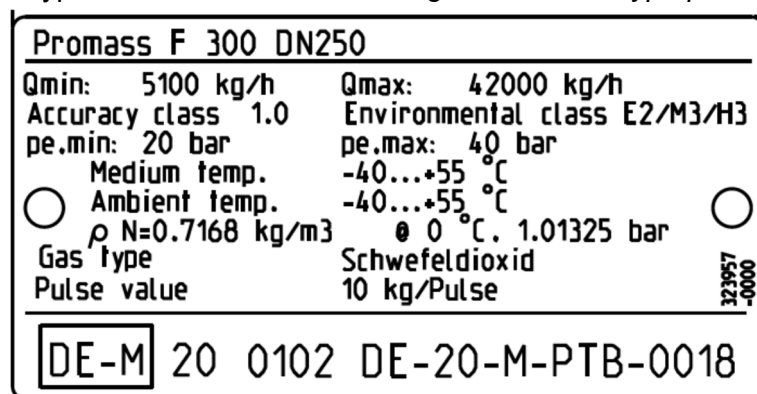 Promass F 300 DN250
Qmin: 5100 kg/h Qmax: 42000 kg/h
Accuracy class 1.0 Environmental class E2/M3/H3
pe.min: 20 bar pe.max: 40 bar
Medium temp. -40...+55 °C
Ambient temp. -40...+55 °C
ρ N=0.7168 kg/m3 @ 0 °C. 1.01325 bar
Gas type Schwefeldioxid
Pulse value 10 kg/Pulse
323957
-0000
DE-M 20 0102 DE-20-M-PTB-0018